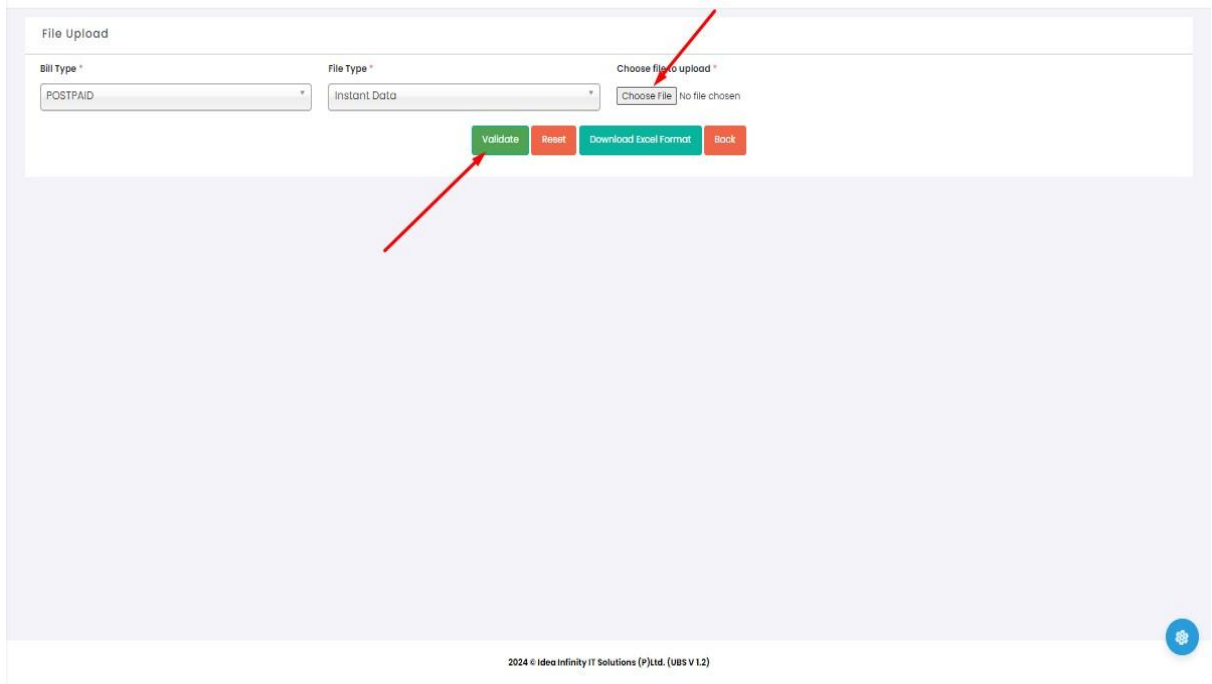 File Upload
Bill Type * File Type * Choose file to upload *
POSTPAID Instant Data Choose File No file chosen
Validate Reset Download Excel Format Back
2024 © Idea Infinity IT Solutions (P)Ltd. (UBS V 1.2)